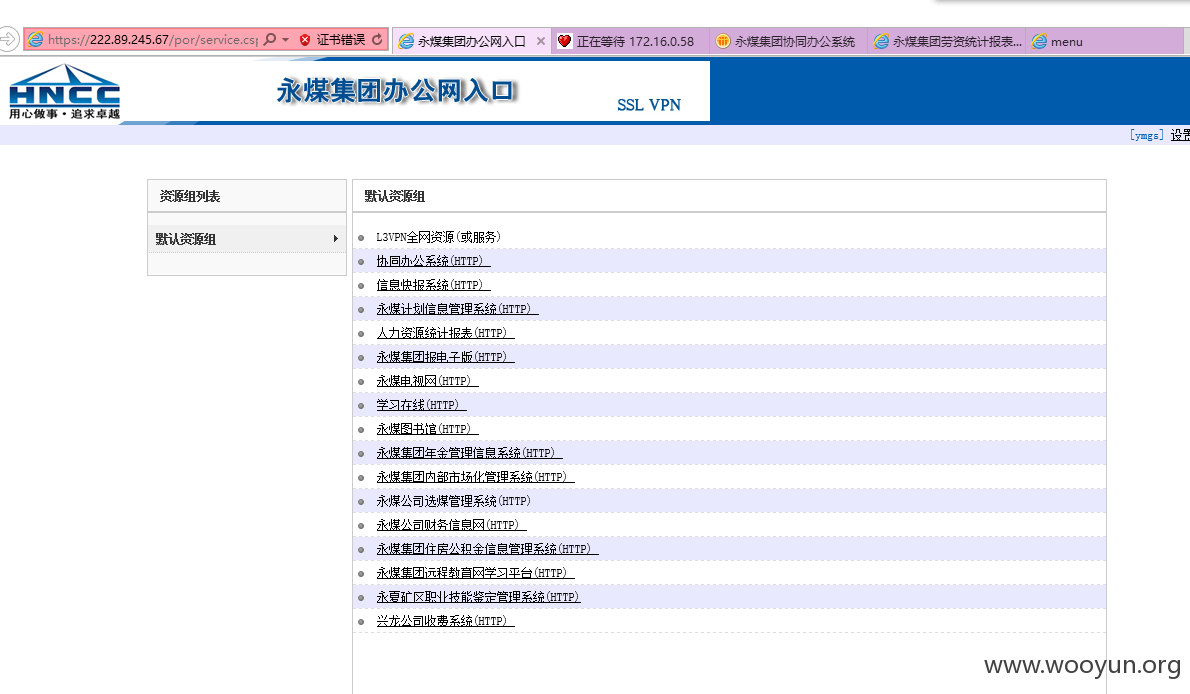 https://222.89.245.67/por/service.csp
证书错误
永煤集团办公网入口
正在等待 172.16.0.58
永煤集团协同办公系统
永煤集团劳资统计报表...
menu
HNCC
用心做事·追求卓越
永煤集团办公网入口
SSL VPN
[ymgs] 设置
资源组列表
默认资源组
默认资源组
L3VPN全网资源(或服务)
协同办公系统(HTTP)
信息快报系统(HTTP)
永煤计划信息管理系统(HTTP)
人力资源统计报表(HTTP)
永煤集团报电子版(HTTP)
永煤电视网(HTTP)
学习在线(HTTP)
永煤图书馆(HTTP)
永煤集团年金管理信息系统(HTTP)
永煤集团内部市场化管理系统(HTTP)
永煤公司选煤管理系统(HTTP)
永煤公司财务信息网(HTTP)
永煤集团住房公积金信息管理系统(HTTP)
永煤集团远程教育网学习平台(HTTP)
永夏矿区职业技能鉴定管理系统(HTTP)
兴龙公司收费系统(HTTP)
www.wooyun.org